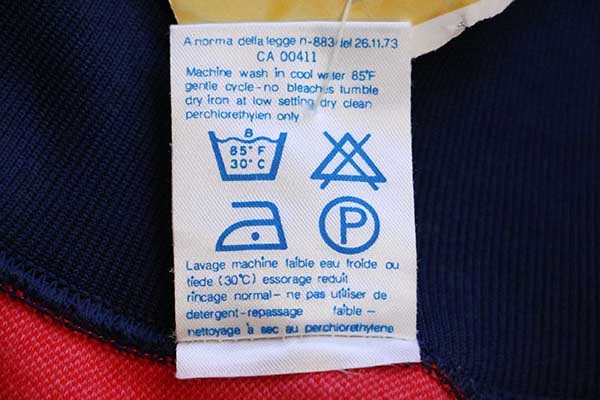 A norma della legge n-883 del 26.11.73
CA 00411
Machine wash in cool water 85°F
gentle cycle-no bleaches tumble
dry iron at low setting dry clean
perchlorethylen only
8
85°F
30°C
P
Lavage machine faible eau froide ou
tiede (30°C) essorage reduit
rincage normal- ne pas utiliser de
detergent-repassage faible-
nettoyage à sec au perchlorethylene